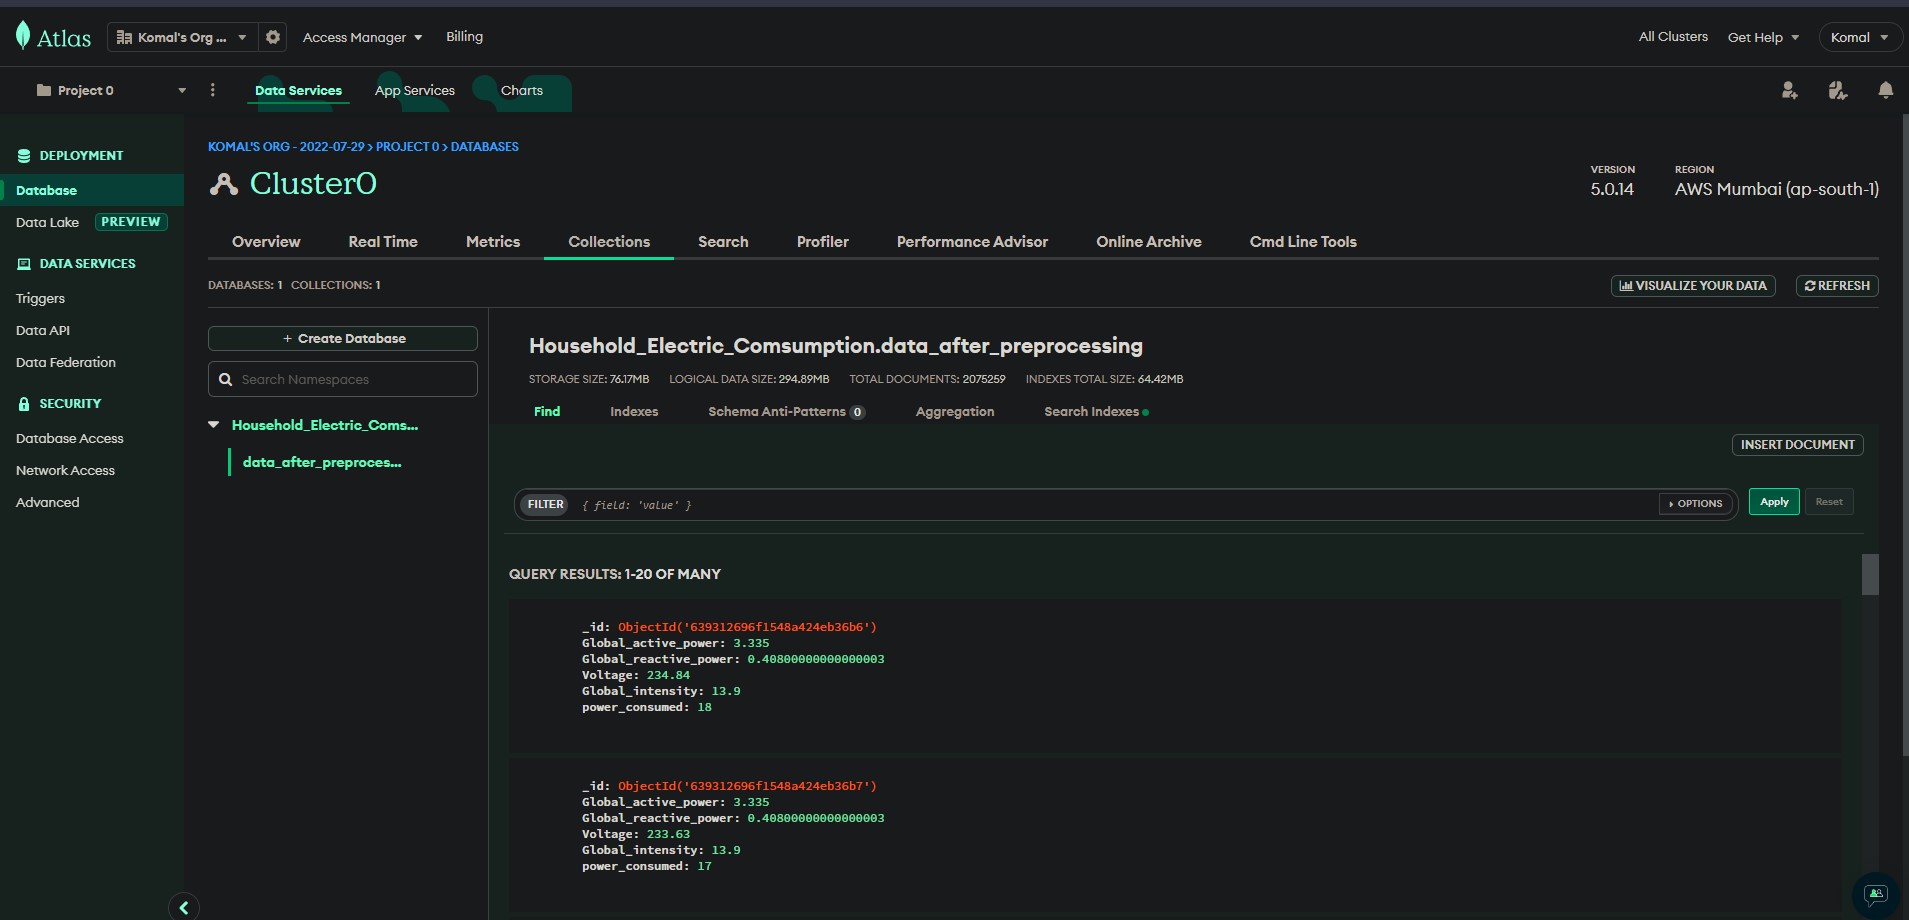 Atlas
Komal's Org ...
Access Manager
Billing
All Clusters
Get Help
Komal
Project 0
Data Services
App Services
Charts
DEPLOYMENT
Database
Data Lake PREVIEW
DATA SERVICES
Triggers
Data API
Data Federation
SECURITY
Database Access
Network Access
Advanced
KOMAL'S ORG - 2022-07-29 > PROJECT 0 > DATABASES
Cluster0
VERSION
5.0.14
REGION
AWS Mumbai (ap-south-1)
Overview
Real Time
Metrics
Collections
Search
Profiler
Performance Advisor
Online Archive
Cmd Line Tools
DATABASES: 1 COLLECTIONS: 1
VISUALIZE YOUR DATA
REFRESH
+ Create Database
Search Namespaces
Household_Electric_Coms...
data_after_preproces...
Household_Electric_Comsumption.data_after_preprocessing
STORAGE SIZE: 76.17MB LOGICAL DATA SIZE: 294.89MB TOTAL DOCUMENTS: 2075259 INDEXES TOTAL SIZE: 64.42MB
Find
Indexes
Schema Anti-Patterns 0
Aggregation
Search Indexes
INSERT DOCUMENT
FILTER { field: 'value' }
OPTIONS
Apply
Reset
QUERY RESULTS: 1-20 OF MANY
_id: ObjectId('639312696f1548a424eb36b6')
Global_active_power: 3.335
Global_reactive_power: 0.40800000000000003
Voltage: 234.84
Global_intensity: 13.9
power_consumed: 18
_id: ObjectId('639312696f1548a424eb36b7')
Global_active_power: 3.335
Global_reactive_power: 0.40800000000000003
Voltage: 233.63
Global_intensity: 13.9
power_consumed: 17